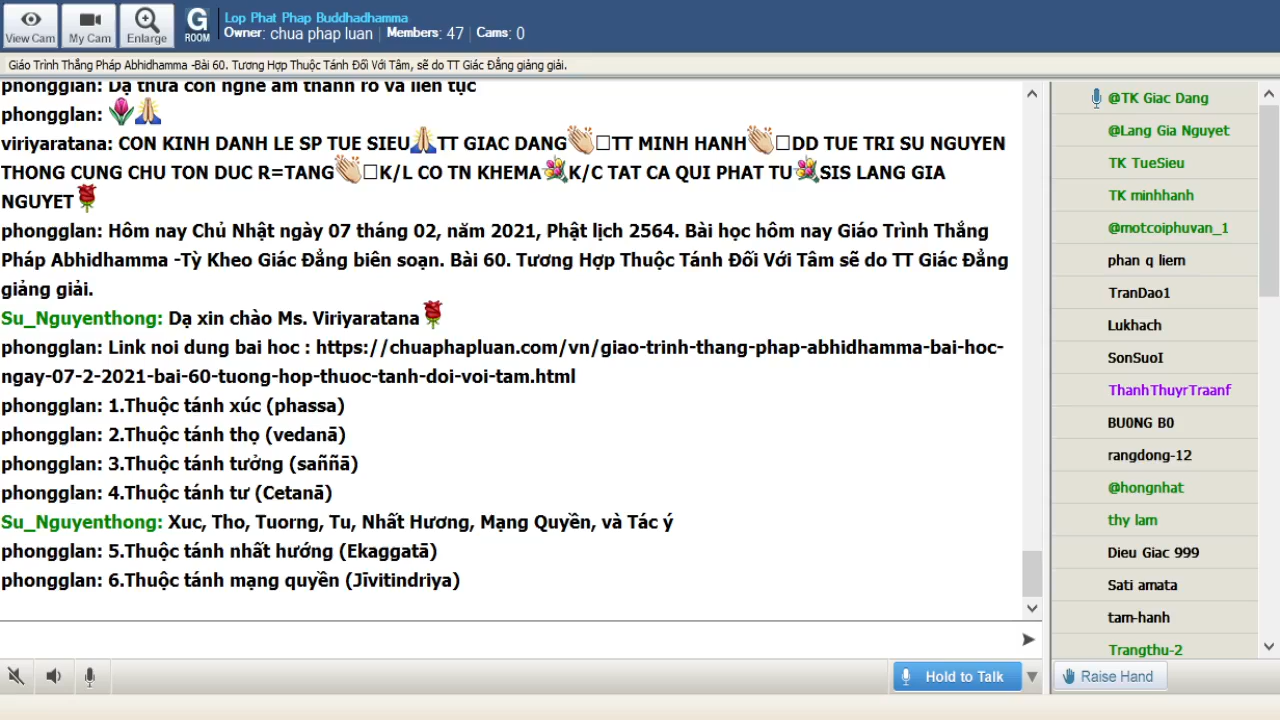 View Cam
My Cam
Enlarge
G
ROOM
Lop Phat Phap Buddhadhamma
Owner: chua phap luan
Members: 47
Cams: 0
Giáo Trình Thắng Pháp Abhidhamma -Bài 60. Tương Hợp Thuộc Tánh Đối Với Tâm, sẽ do TT Giác Đẳng giảng giải.
phongglan: Dạ thưa con nghe âm thanh rõ và liên tục
phongglan:
viriyaratana: CON KINH DANH LE SP TUE SIEU TT GIAC DANG TT MINH HANH DD TUE TRI SU NGUYEN
THONG CUNG CHU TON DUC R=TANG K/L CO TN KHEMA K/C TAT CA QUI PHAT TU SIS LANG GIA
NGUYET
phongglan: Hôm nay Chủ Nhật ngày 07 tháng 02, năm 2021, Phật lịch 2564. Bài học hôm nay Giáo Trình Thắng
Pháp Abhidhamma -Tỳ Kheo Giác Đẳng biên soạn. Bài 60. Tương Hợp Thuộc Tánh Đối Với Tâm sẽ do TT Giác Đẳng
giảng giải.
Su_Nguyenthong: Dạ xin chào Ms. Viriyaratana
phongglan: Link noi dung bai hoc : https://chuaphapluan.com/vn/giao-trinh-thang-phap-abhidhamma-bai-hoc-
ngay-07-2-2021-bai-60-tuong-hop-thuoc-tanh-doi-voi-tam.html
phongglan: 1.Thuộc tánh xúc (phassa)
phongglan: 2.Thuộc tánh thọ (vedanā)
phongglan: 3.Thuộc tánh tưởng (saññā)
phongglan: 4.Thuộc tánh tư (Cetanā)
Su_Nguyenthong: Xuc, Tho, Tuorng, Tu, Nhất Hương, Mạng Quyền, và Tác ý
phongglan: 5.Thuộc tánh nhất hướng (Ekaggatā)
phongglan: 6.Thuộc tánh mạng quyền (Jīvitindriya)
@TK Giac Dang
@Lang Gia Nguyet
TK TueSieu
TK minhhanh
@motcoiphuvan_1
phan q liem
TranDao1
Lukhach
SonSuoI
ThanhThuyrTraanf
BU0NG B0
rangdong-12
@hongnhat
thy lam
Dieu Giac 999
Sati amata
tam-hanh
Trangthu-2
Hold to Talk
Raise Hand